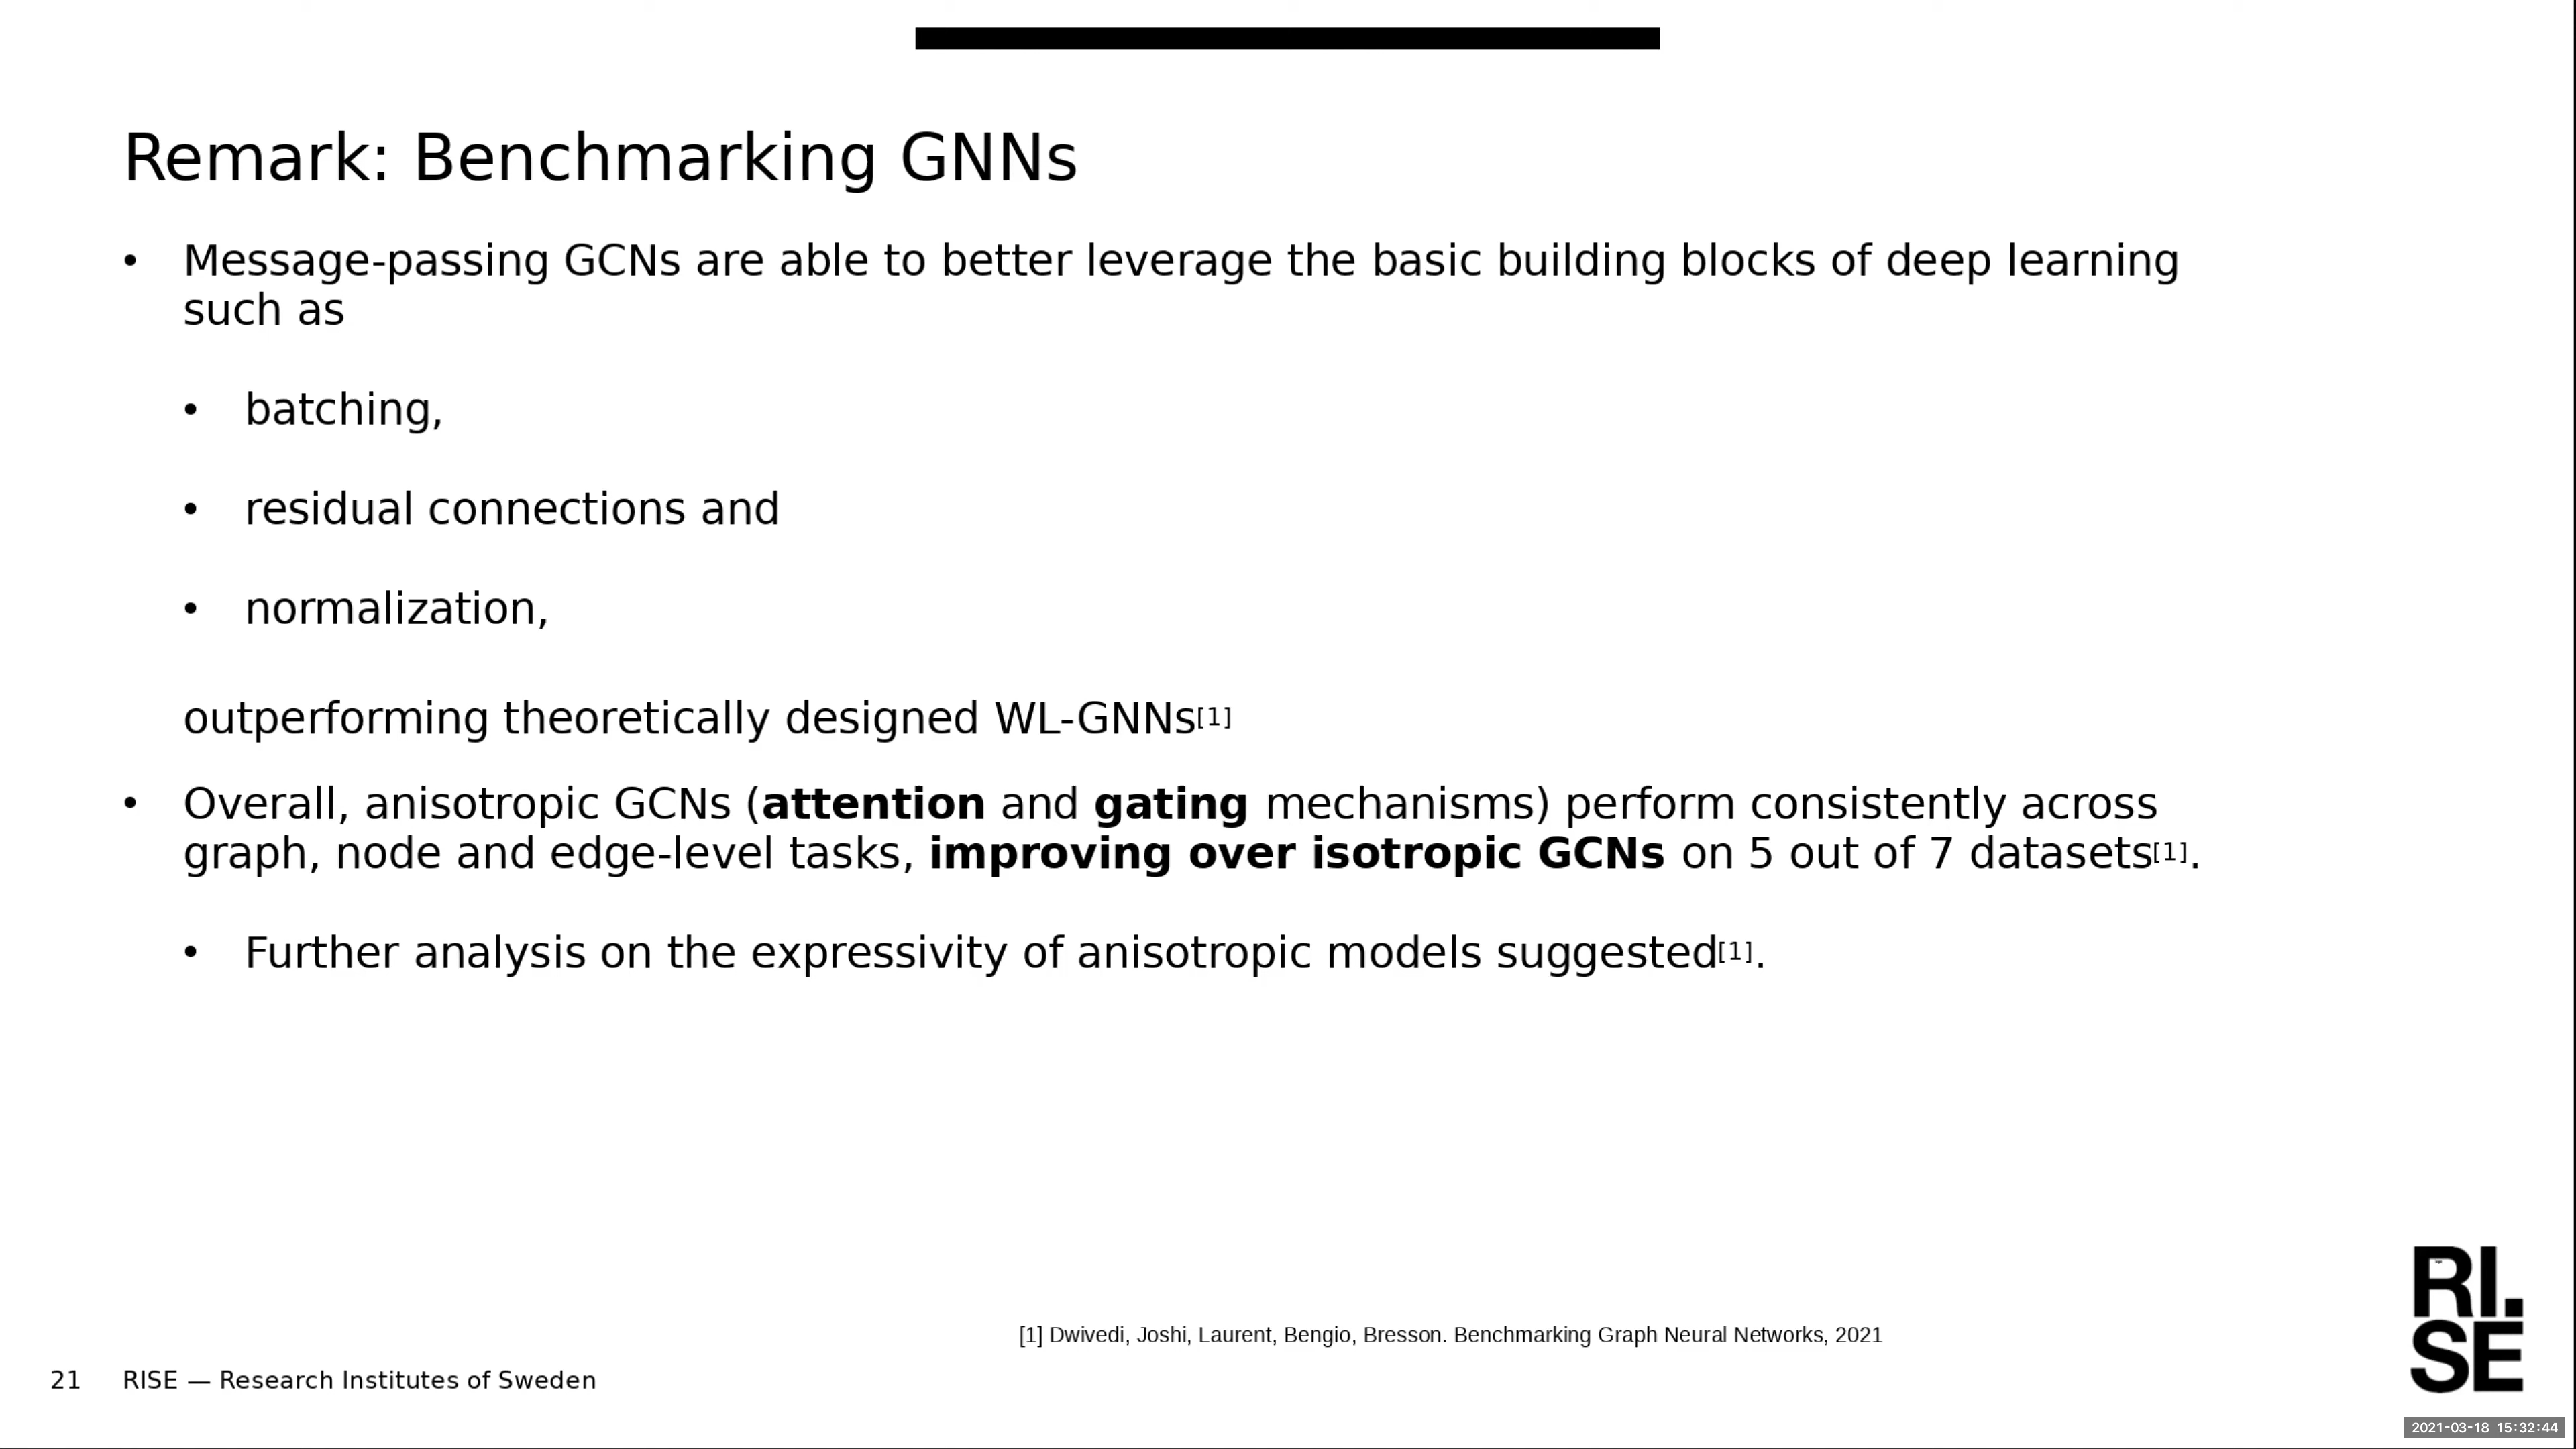 Remark: Benchmarking GNNs
• Message-passing GCNs are able to better leverage the basic building blocks of deep learning
such as
• batching,
• residual connections and
• normalization,
outperforming theoretically designed WL-GNNs[1]
• Overall, anisotropic GCNs (attention and gating mechanisms) perform consistently across
graph, node and edge-level tasks, improving over isotropic GCNs on 5 out of 7 datasets[1].
• Further analysis on the expressivity of anisotropic models suggested[1].
[1] Dwivedi, Joshi, Laurent, Bengio, Bresson. Benchmarking Graph Neural Networks, 2021
21 RISE — Research Institutes of Sweden
RI.
SE
2021-03-18 15:32:44